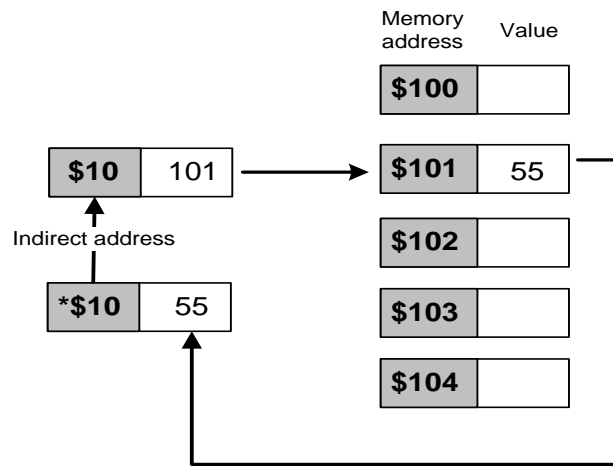 Memory address
Value
$100
$10 101
$101 55
Indirect address
$102
*$10 55
$103
$104